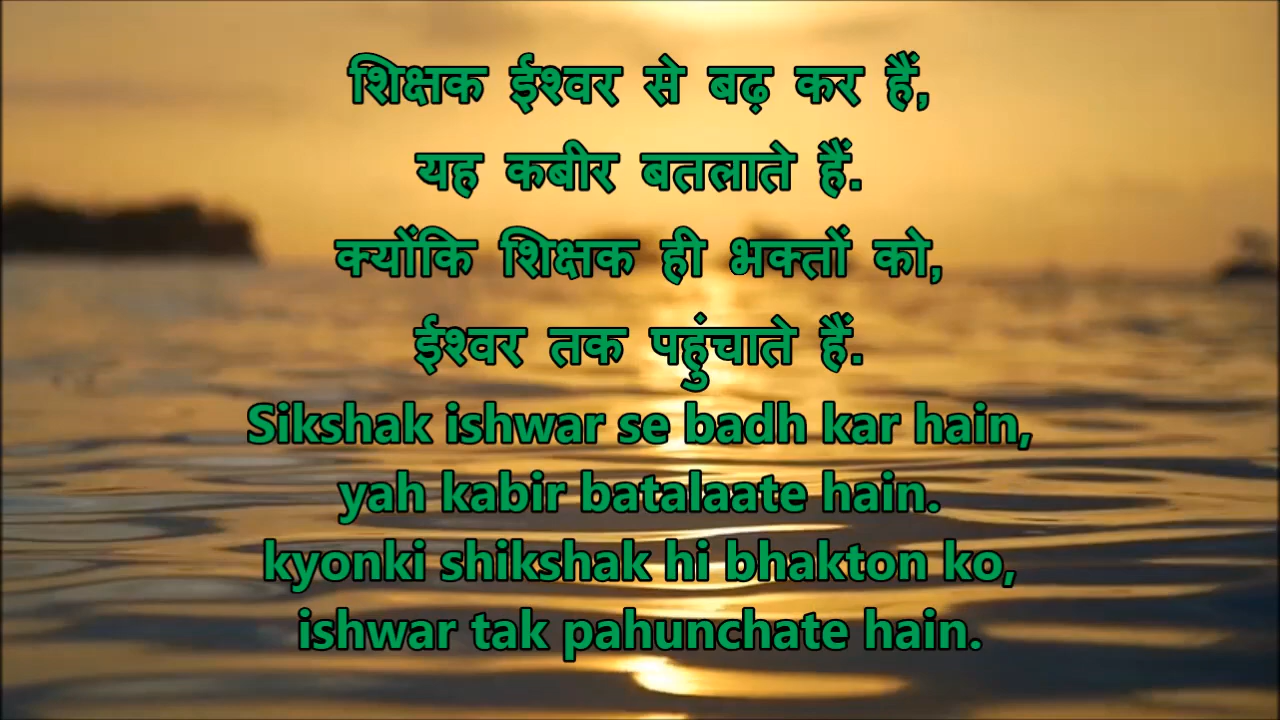 शिक्षक ईश्वर से बढ़ कर हैं,
यह कबीर बतलाते हैं.
क्योंकि शिक्षक ही भक्तों को,
ईश्वर तक पहुंचाते हैं.
Sikshak ishwar se badh kar hain,
yah kabir batalaate hain.
kyonki shikshak hi bhakton ko,
ishwar tak pahunchate hain.